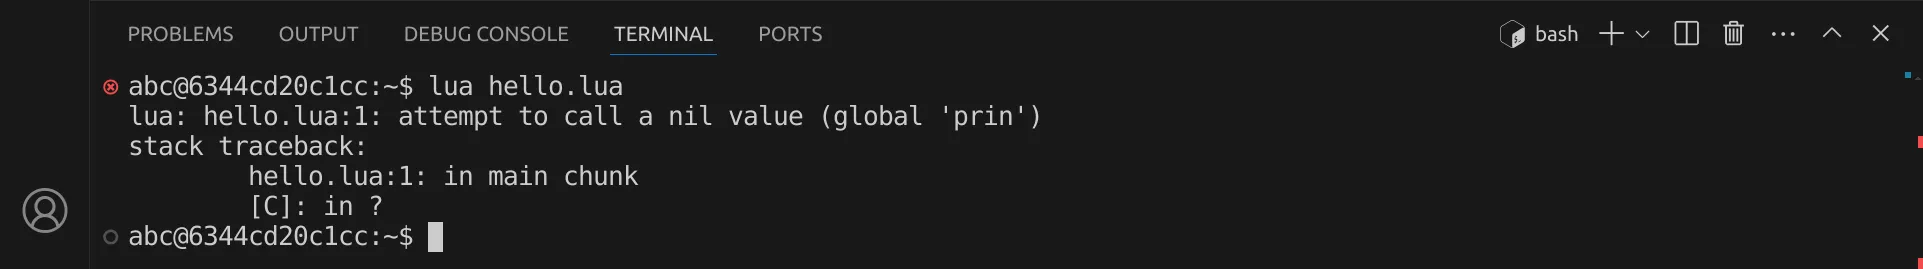 PROBLEMS OUTPUT DEBUG CONSOLE TERMINAL PORTS bash
abc@6344cd20c1cc:~$ lua hello.lua
lua: hello.lua:1: attempt to call a nil value (global 'prin')
stack traceback:
hello.lua:1: in main chunk
[C]: in ?
abc@6344cd20c1cc:~$